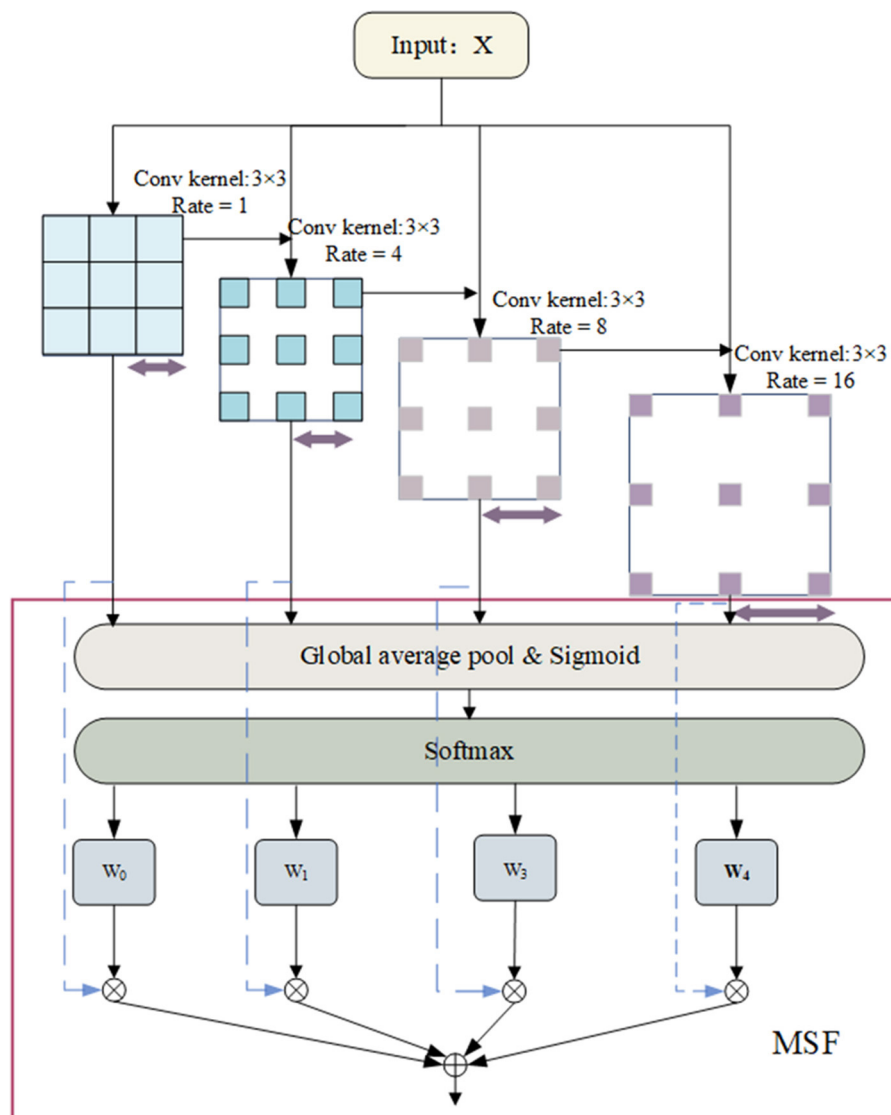 Input：X
Conv kernel:3×3
Rate = 1
Conv kernel:3×3
Rate = 4
Conv kernel:3×3
Rate = 8
Conv kernel:3×3
Rate = 16
Global average pool & Sigmoid
Softmax
W₀
W₁
W₃
W₄
MSF